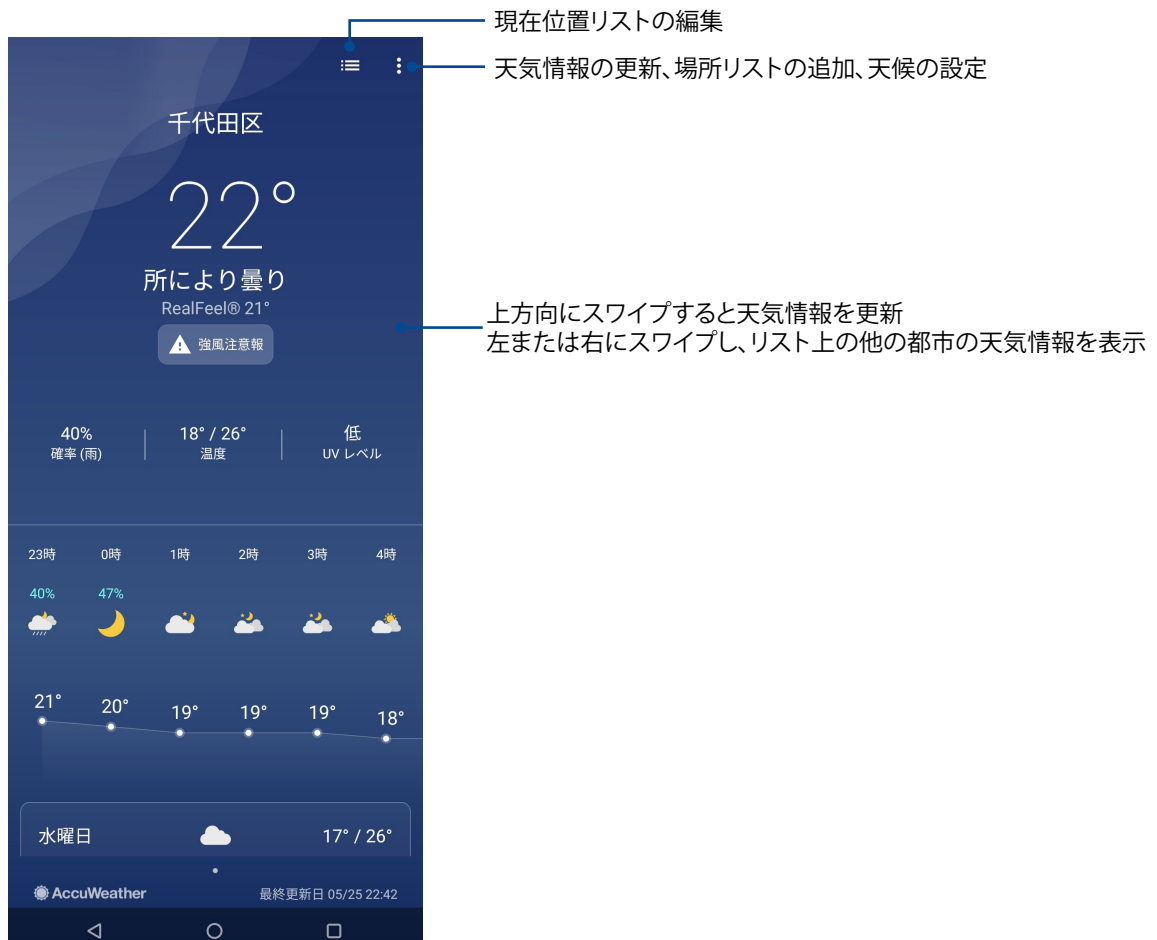 現在位置リストの編集
天気情報の更新、場所リストの追加、天候の設定
千代田区
22°
所により曇り
RealFeel® 21°
強風注意報
上方向にスワイプすると天気情報を更新
左または右にスワイプし、リスト上の他の都市の天気情報を表示
40% 18° / 26° 低
確率 (雨) 温度 UV レベル
23時 0時 1時 2時 3時 4時
40% 47%
21° 20° 19° 19° 19° 18°
水曜日 17° / 26°
AccuWeather 最終更新日 05/25 22:42